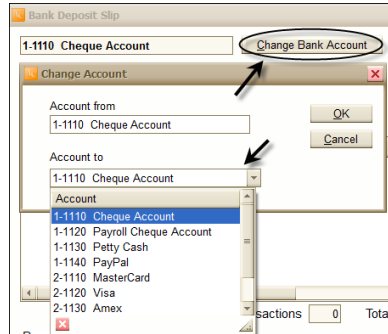 Bank Deposit Slip
1-1110 Cheque Account
Change Bank Account
Change Account
Account from
1-1110 Cheque Account
OK
Cancel
Account to
1-1110 Cheque Account
Account
1-1110 Cheque Account
1-1120 Payroll Cheque Account
1-1130 Petty Cash
1-1140 PayPal
2-1110 MasterCard
2-1120 Visa
2-1130 Amex
sactions 0 Tota